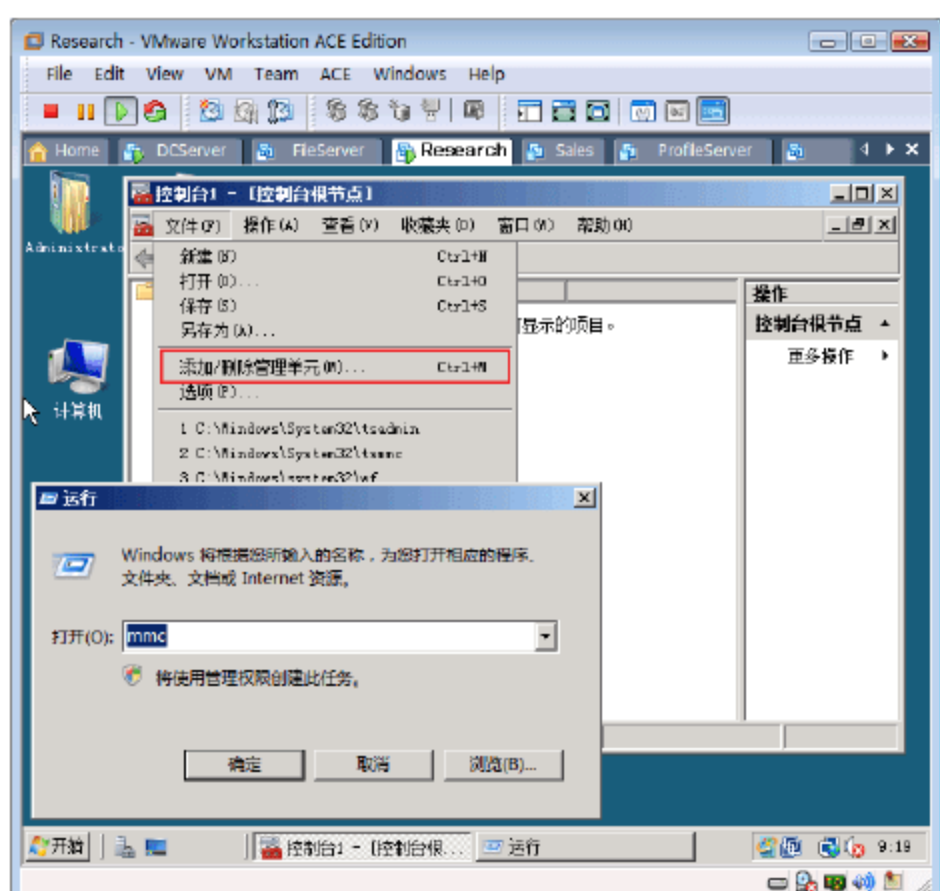 Research - VMware Workstation ACE Edition
File Edit View VM Team ACE Windows Help
Home DCServer FileServer Research Sales ProfileServer
控制台1 - [控制台根节点]
文件(F) 操作(A) 查看(V) 收藏夹(O) 窗口(W) 帮助(H)
Administrato
新建(N) Ctrl+N
打开(O)... Ctrl+O
保存(S) Ctrl+S
另存为(A)...
添加/删除管理单元(M)... Ctrl+M
选项(P)...
1 C:\Windows\System32\tsadmin
2 C:\Windows\System32\tsmmc
3 C:\Windows\system32\wf
显示的项目。
操作
控制台根节点
更多操作
计算机
运行
Windows 将根据您所输入的名称，为您打开相应的程序、
文件夹、文档或 Internet 资源。
打开(O): mmc
将使用管理权限创建此任务。
确定 取消 浏览(B)...
开始 控制台1 - [控制台根... 运行 9:19